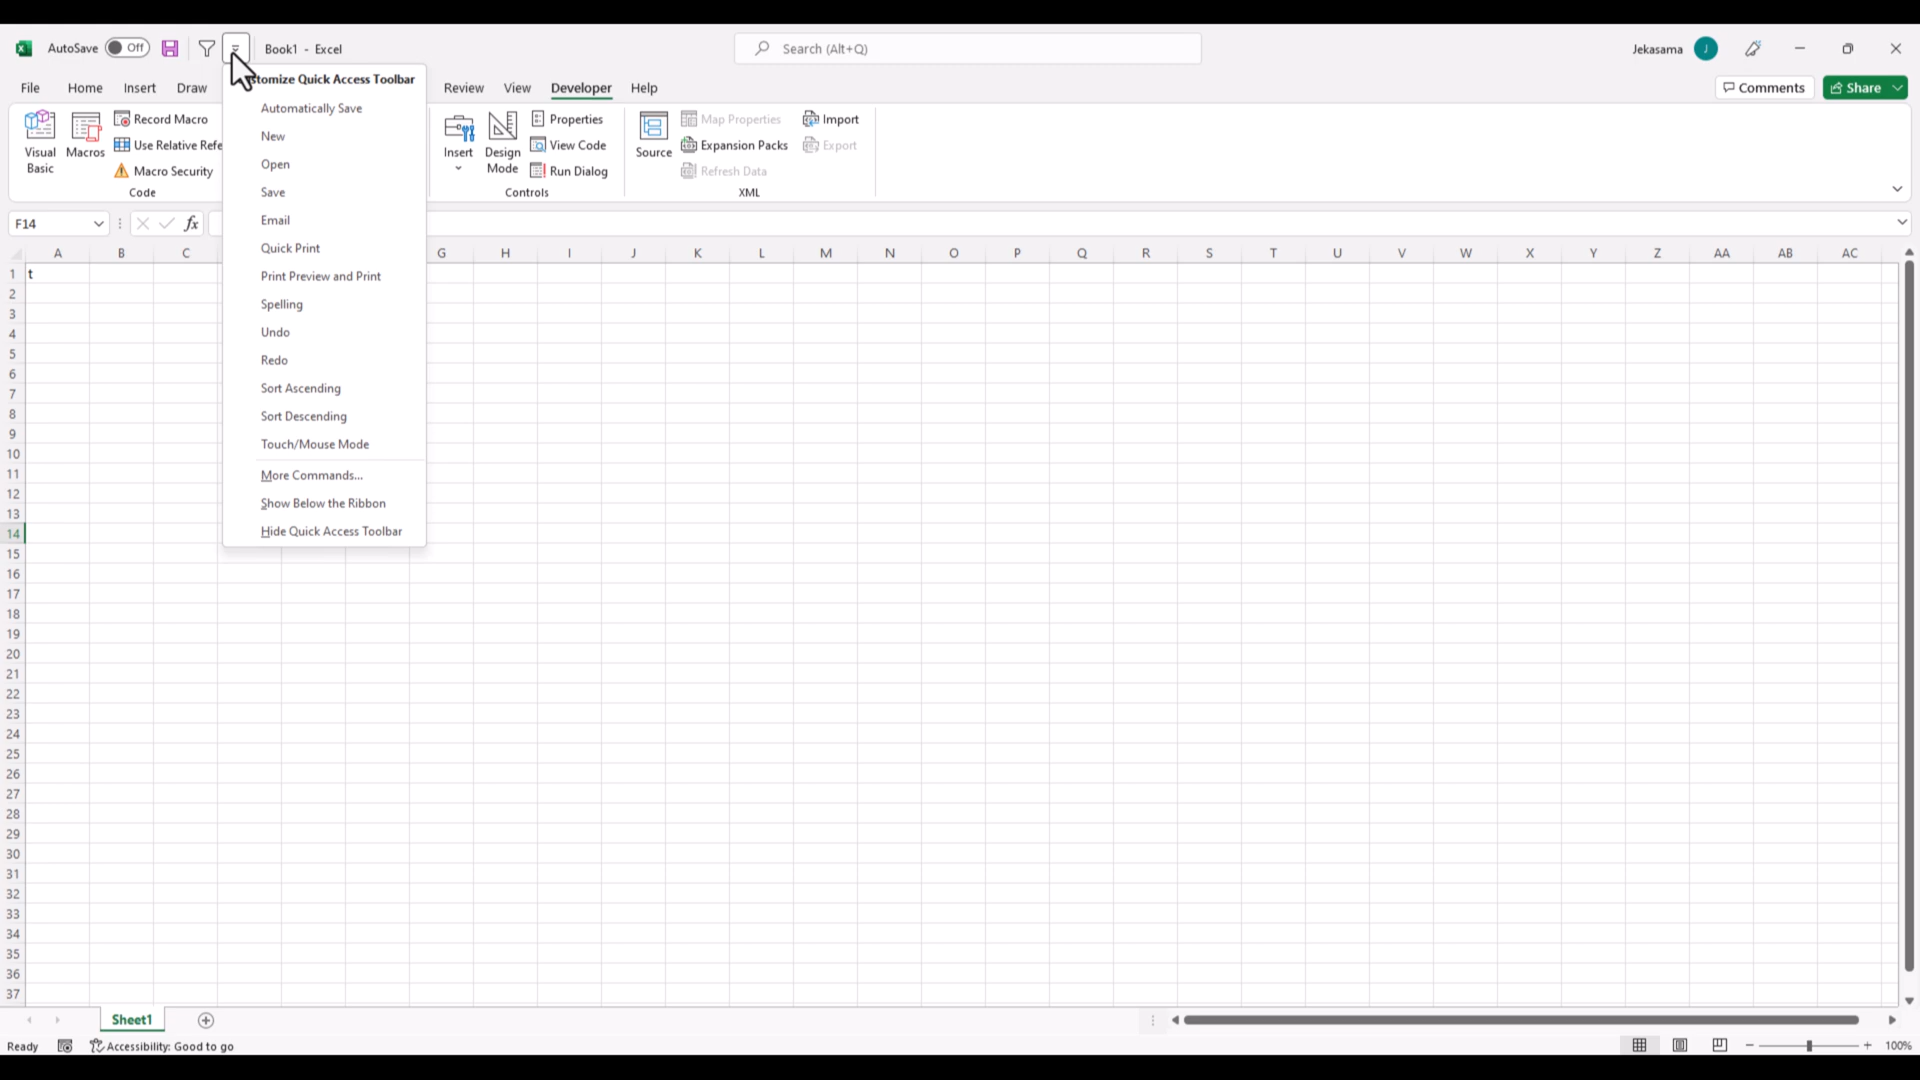 AutoSave Off Book1 - Excel Search (Alt+Q) Jekasama J
File Home Insert Draw Review View Developer Help Comments Share
Visual Basic
Macros
Record Macro
Use Relative Refe
Macro Security
Code
Insert
Design Mode
Properties
View Code
Run Dialog
Controls
Source
Map Properties
Expansion Packs
Refresh Data
Import
Export
XML
tomize Quick Access Toolbar
Automatically Save
New
Open
Save
Email
Quick Print
Print Preview and Print
Spelling
Undo
Redo
Sort Ascending
Sort Descending
Touch/Mouse Mode
More Commands...
Show Below the Ribbon
Hide Quick Access Toolbar
F14 fx
A B C G H I J K L M N O P Q R S T U V W X Y Z AA AB AC
1 t
2
3
4
5
6
7
8
9
10
11
12
13
14
15
16
17
18
19
20
21
22
23
24
25
26
27
28
29
30
31
32
33
34
35
36
37
Sheet1
Ready Accessibility: Good to go 100%